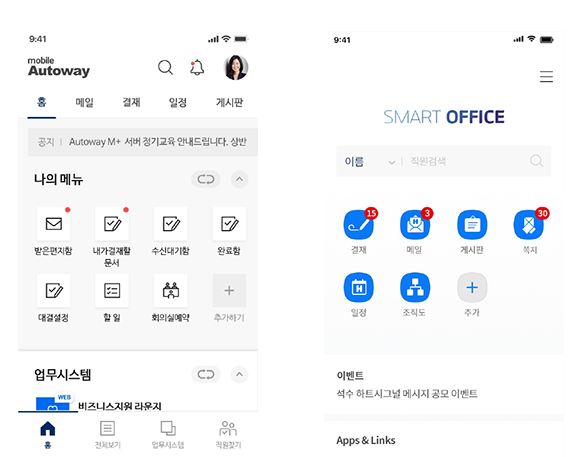 9:41
mobile
Autoway
홈 메일 결재 일정 게시판
공지 | Autoway M+ 서버 정기교육 안내드립니다. 상반
나의 메뉴
받은편지함 내가결재할 문서 수신대기함 완료함
대결설정 할 일 회의실예약 추가하기
업무시스템
WEB
비즈니스지원 라운지
홈 전체보기 업무시스템 직원찾기
9:41
SMART OFFICE
이름 | 직원검색
15 3 30
결재 메일 게시판 쪽지
일정 조직도 추가
이벤트
석수 하트시그널 메시지 공모 이벤트
Apps & Links